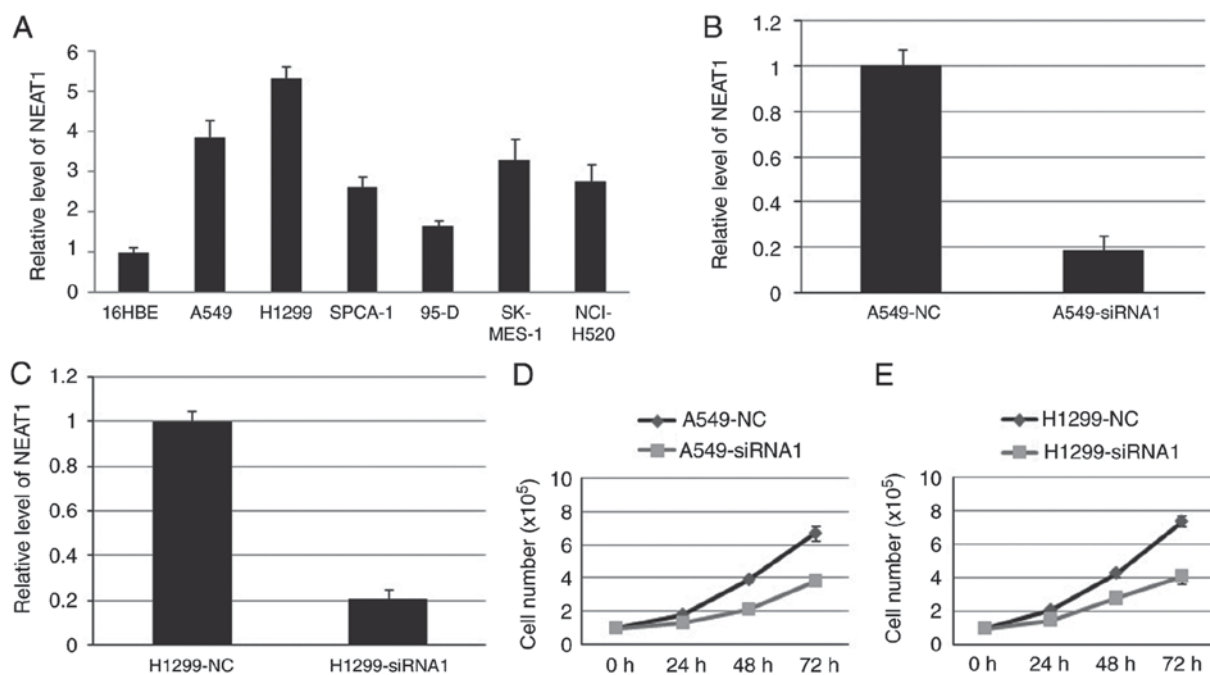 A
Relative level of NEAT1
6
5
4
3
2
1
0
16HBE A549 H1299 SPCA-1 95-D SK-MES-1 NCI-H520
B
Relative level of NEAT1
1.2
1
0.8
0.6
0.4
0.2
0
A549-NC A549-siRNA1
C
Relative level of NEAT1
1.2
1
0.8
0.6
0.4
0.2
0
H1299-NC H1299-siRNA1
D
A549-NC
A549-siRNA1
Cell number (x10⁵)
10
8
6
4
2
0
0 h 24 h 48 h 72 h
E
H1299-NC
H1299-siRNA1
Cell number (x10⁵)
10
8
6
4
2
0
0 h 24 h 48 h 72 h